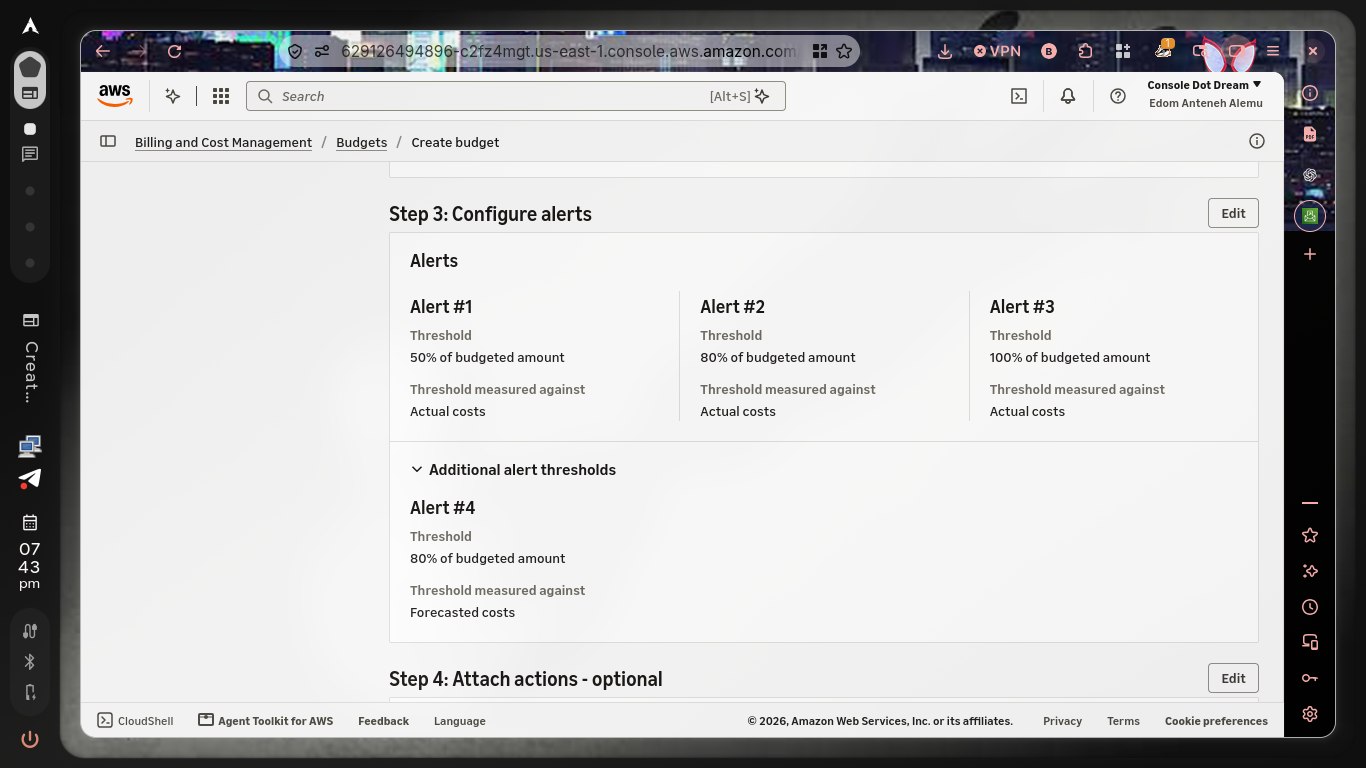 629126494896-c2fz4mgt.us-east-1.console.aws.amazon.com
VPN
B
1
aws
Search
[Alt+S]
Console Dot Dream
Edom Anteneh Alemu
Billing and Cost Management / Budgets / Create budget
Step 3: Configure alerts
Edit
Alerts
Alert #1
Threshold
50% of budgeted amount
Threshold measured against
Actual costs
Alert #2
Threshold
80% of budgeted amount
Threshold measured against
Actual costs
Alert #3
Threshold
100% of budgeted amount
Threshold measured against
Actual costs
Additional alert thresholds
Alert #4
Threshold
80% of budgeted amount
Threshold measured against
Forecasted costs
Step 4: Attach actions - optional
Edit
CloudShell
Agent Toolkit for AWS
Feedback
Language
© 2026, Amazon Web Services, Inc. or its affiliates.
Privacy
Terms
Cookie preferences
Creat...
07
43
pm
PDF